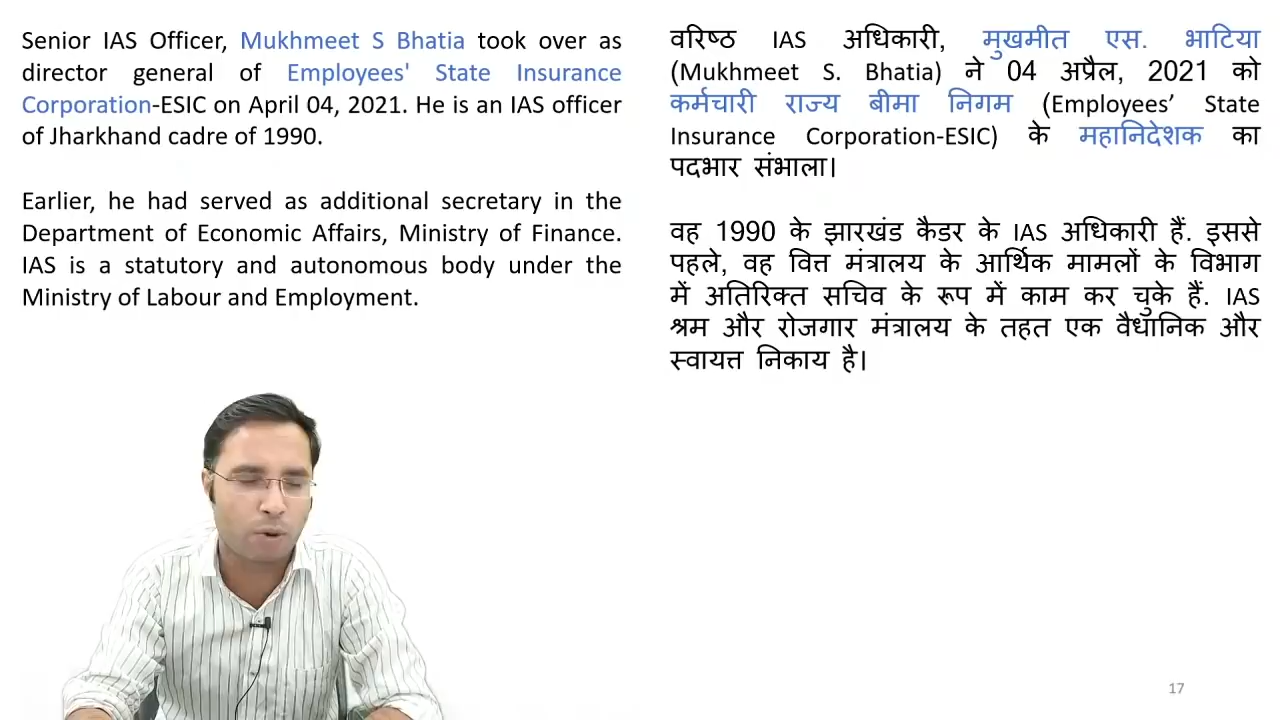 Senior IAS Officer, Mukhmeet S Bhatia took over as
director general of Employees' State Insurance
Corporation-ESIC on April 04, 2021. He is an IAS officer
of Jharkhand cadre of 1990.
Earlier, he had served as additional secretary in the
Department of Economic Affairs, Ministry of Finance.
IAS is a statutory and autonomous body under the
Ministry of Labour and Employment.
वरिष्ठ IAS अधिकारी, मुखमीत एस. भाटिया
(Mukhmeet S. Bhatia) ने 04 अप्रैल, 2021 को
कर्मचारी राज्य बीमा निगम (Employees’ State
Insurance Corporation-ESIC) के महानिदेशक का
पदभार संभाला।
वह 1990 के झारखंड कैडर के IAS अधिकारी हैं. इससे
पहले, वह वित्त मंत्रालय के आर्थिक मामलों के विभाग
में अतिरिक्त सचिव के रूप में काम कर चुके हैं. IAS
श्रम और रोजगार मंत्रालय के तहत एक वैधानिक और
स्वायत्त निकाय है।
17